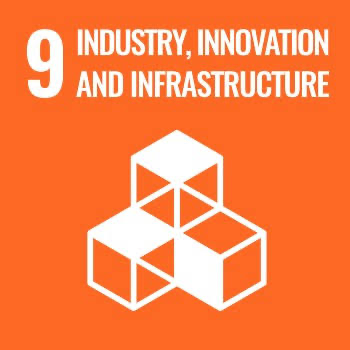 9 INDUSTRY, INNOVATION
AND INFRASTRUCTURE